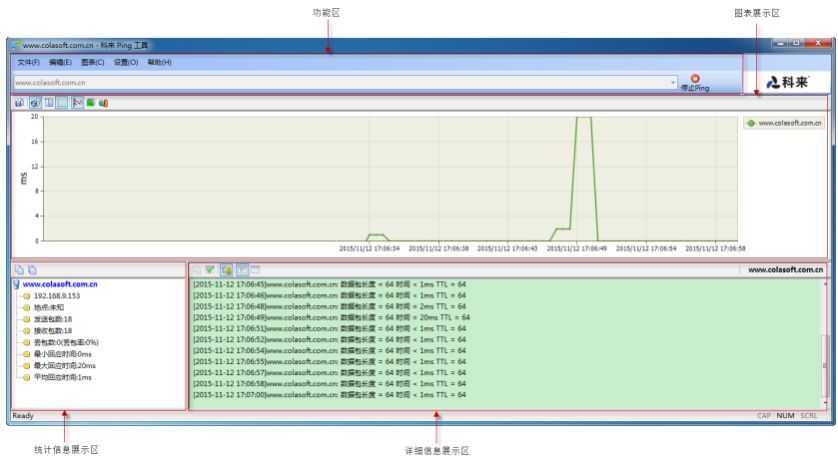 功能区
图表展示区
www.colasoft.com.cn - 科来 Ping 工具
文件(F) 编辑(E) 图表(C) 设置(O) 帮助(H)
www.colasoft.com.cn
停止Ping
科来
20
16
12
8
4
0
ms
www.colasoft.com.cn
2015/11/12 17:06:34 2015/11/12 17:06:38 2015/11/12 17:06:43 2015/11/12 17:06:49 2015/11/12 17:06:54 2015/11/12 17:06:58
www.colasoft.com.cn
www.colasoft.com.cn
192.168.9.153
地点:未知
发送包数:18
接收包数:18
丢包数:0(丢包率:0%)
最小回应时间:0ms
最大回应时间:20ms
平均回应时间:1ms
[2015-11-12 17:06:45]www.colasoft.com.cn: 数据包长度 = 64 时间 < 1ms TTL = 64
[2015-11-12 17:06:46]www.colasoft.com.cn: 数据包长度 = 64 时间 < 1ms TTL = 64
[2015-11-12 17:06:48]www.colasoft.com.cn: 数据包长度 = 64 时间 = 2ms TTL = 64
[2015-11-12 17:06:49]www.colasoft.com.cn: 数据包长度 = 64 时间 = 20ms TTL = 64
[2015-11-12 17:06:51]www.colasoft.com.cn: 数据包长度 = 64 时间 < 1ms TTL = 64
[2015-11-12 17:06:52]www.colasoft.com.cn: 数据包长度 = 64 时间 < 1ms TTL = 64
[2015-11-12 17:06:54]www.colasoft.com.cn: 数据包长度 = 64 时间 < 1ms TTL = 64
[2015-11-12 17:06:55]www.colasoft.com.cn: 数据包长度 = 64 时间 < 1ms TTL = 64
[2015-11-12 17:06:57]www.colasoft.com.cn: 数据包长度 = 64 时间 < 1ms TTL = 64
[2015-11-12 17:06:58]www.colasoft.com.cn: 数据包长度 = 64 时间 < 1ms TTL = 64
[2015-11-12 17:07:00]www.colasoft.com.cn: 数据包长度 = 64 时间 < 1ms TTL = 64
Ready
CAP NUM SCRL
统计信息展示区
详细信息展示区